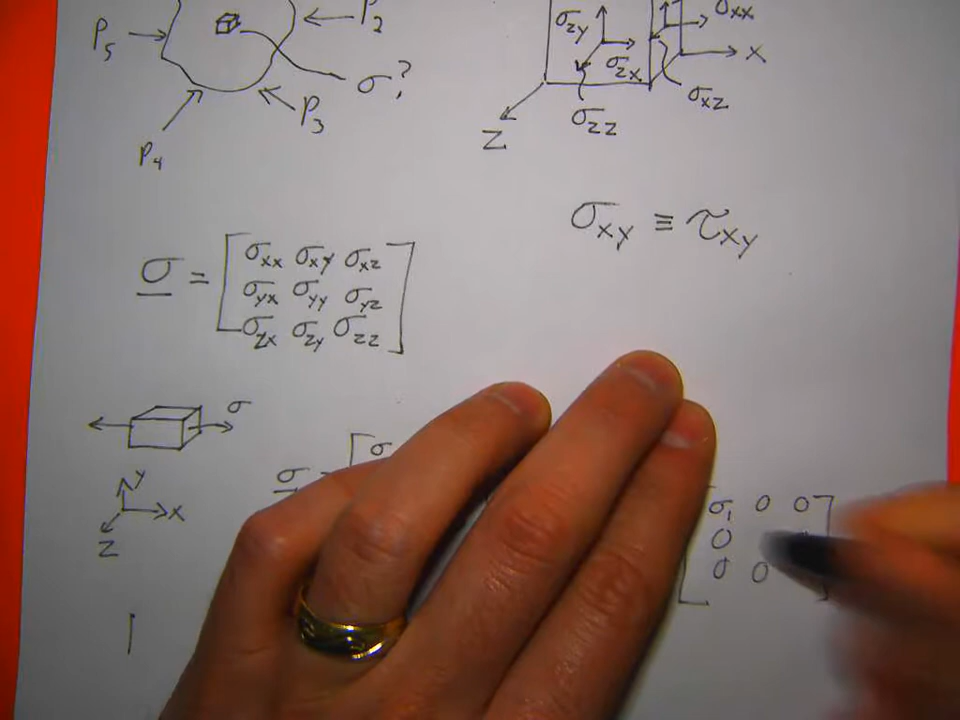 P₅ P₂
σ?
P₃
P₄
σzy σxx
σzx X
σxz
σzz
Z
σxy ≡ τxy
σ = [σxx σxy σxz
σyx σyy σyz
σzx σzy σzz]
σ
y
x
z
σ [σ
[σ₁ 0 0]
0
0 0